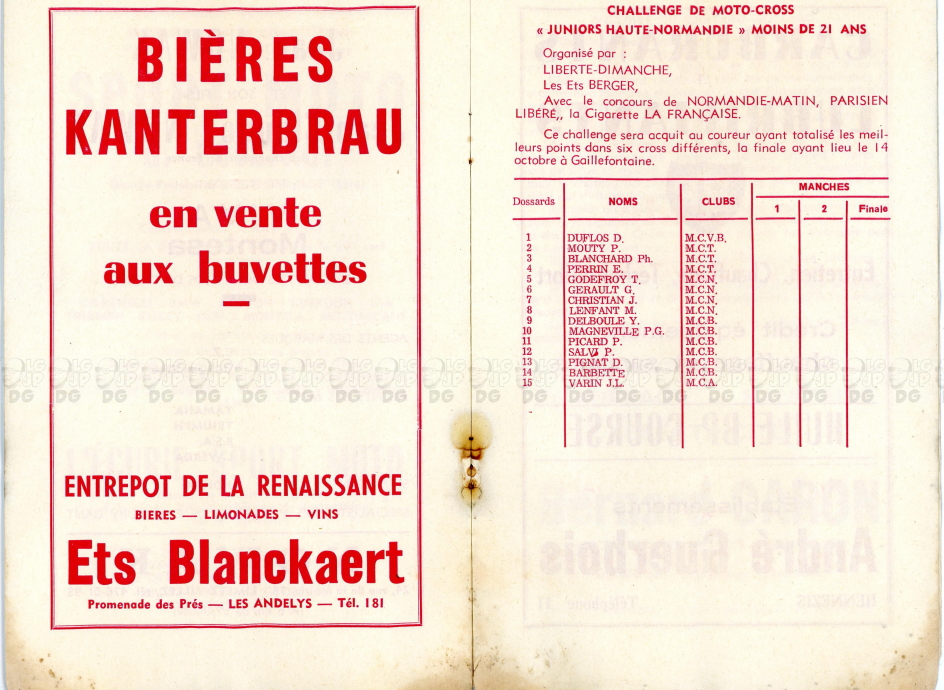 BIÈRES
KANTERBRAU
en vente
aux buvettes
ENTREPOT DE LA RENAISSANCE
BIERES — LIMONADES — VINS
Ets Blanckaert
Promenade des Prés — LES ANDELYS — Tél. 181
CHALLENGE DE MOTO-CROSS
« JUNIORS HAUTE-NORMANDIE » MOINS DE 21 ANS
Organisé par :
LIBERTE-DIMANCHE,
Les Ets BERGER,
Avec le concours de NORMANDIE-MATIN, PARISIEN
LIBÉRÉ,, la Cigarette LA FRANÇAISE.
Ce challenge sera acquit au coureur ayant totalisé les meil-
leurs points dans six cross différents, la finale ayant lieu le 14
octobre à Gaillefontaine.
Dossards NOMS CLUBS MANCHES
1 2 Finale
1 DUFLOS D. M.C.V.B.
2 MOUTY P. M.C.T.
3 BLANCHARD Ph. M.C.T.
4 PERRIN E. M.C.T.
5 GODEFROY T. M.C.N.
6 GERAULT G. M.C.N.
7 CHRISTIAN J. M.C.N.
8 LENFANT M. M.C.N.
9 DELBOULE Y. M.C.B.
10 MAGNEVILLE P.G. M.C.B.
11 PICARD P. M.C.B.
12 SALVI P. M.C.B.
13 PIGNAT D. M.C.B.
14 BARBETTE M.C.B.
15 VARIN J.L. M.C.A.